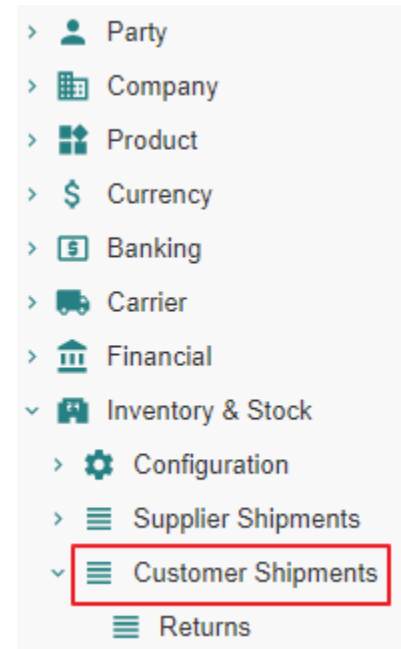 Party
Company
Product
$ Currency
Banking
Carrier
Financial
Inventory & Stock
Configuration
Supplier Shipments
Customer Shipments
Returns